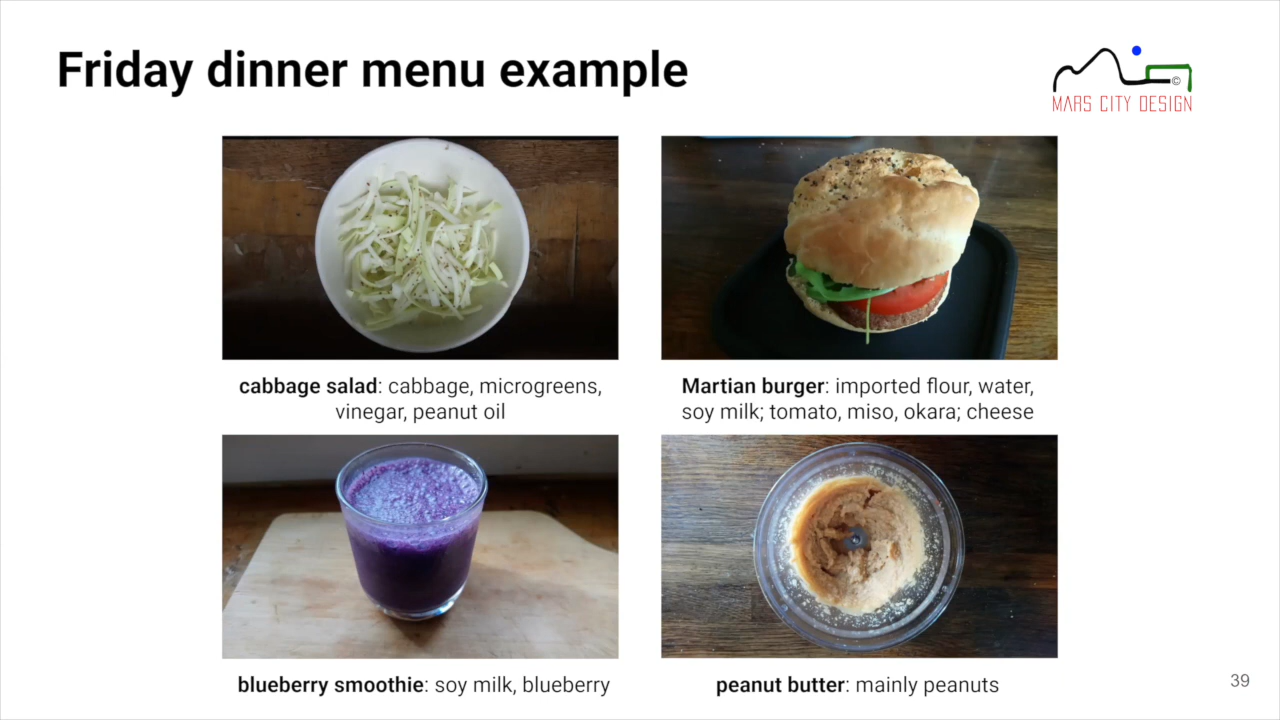 Friday dinner menu example
©
MARS CITY DESIGN
cabbage salad: cabbage, microgreens,
vinegar, peanut oil
Martian burger: imported flour, water,
soy milk; tomato, miso, okara; cheese
blueberry smoothie: soy milk, blueberry
peanut butter: mainly peanuts
39